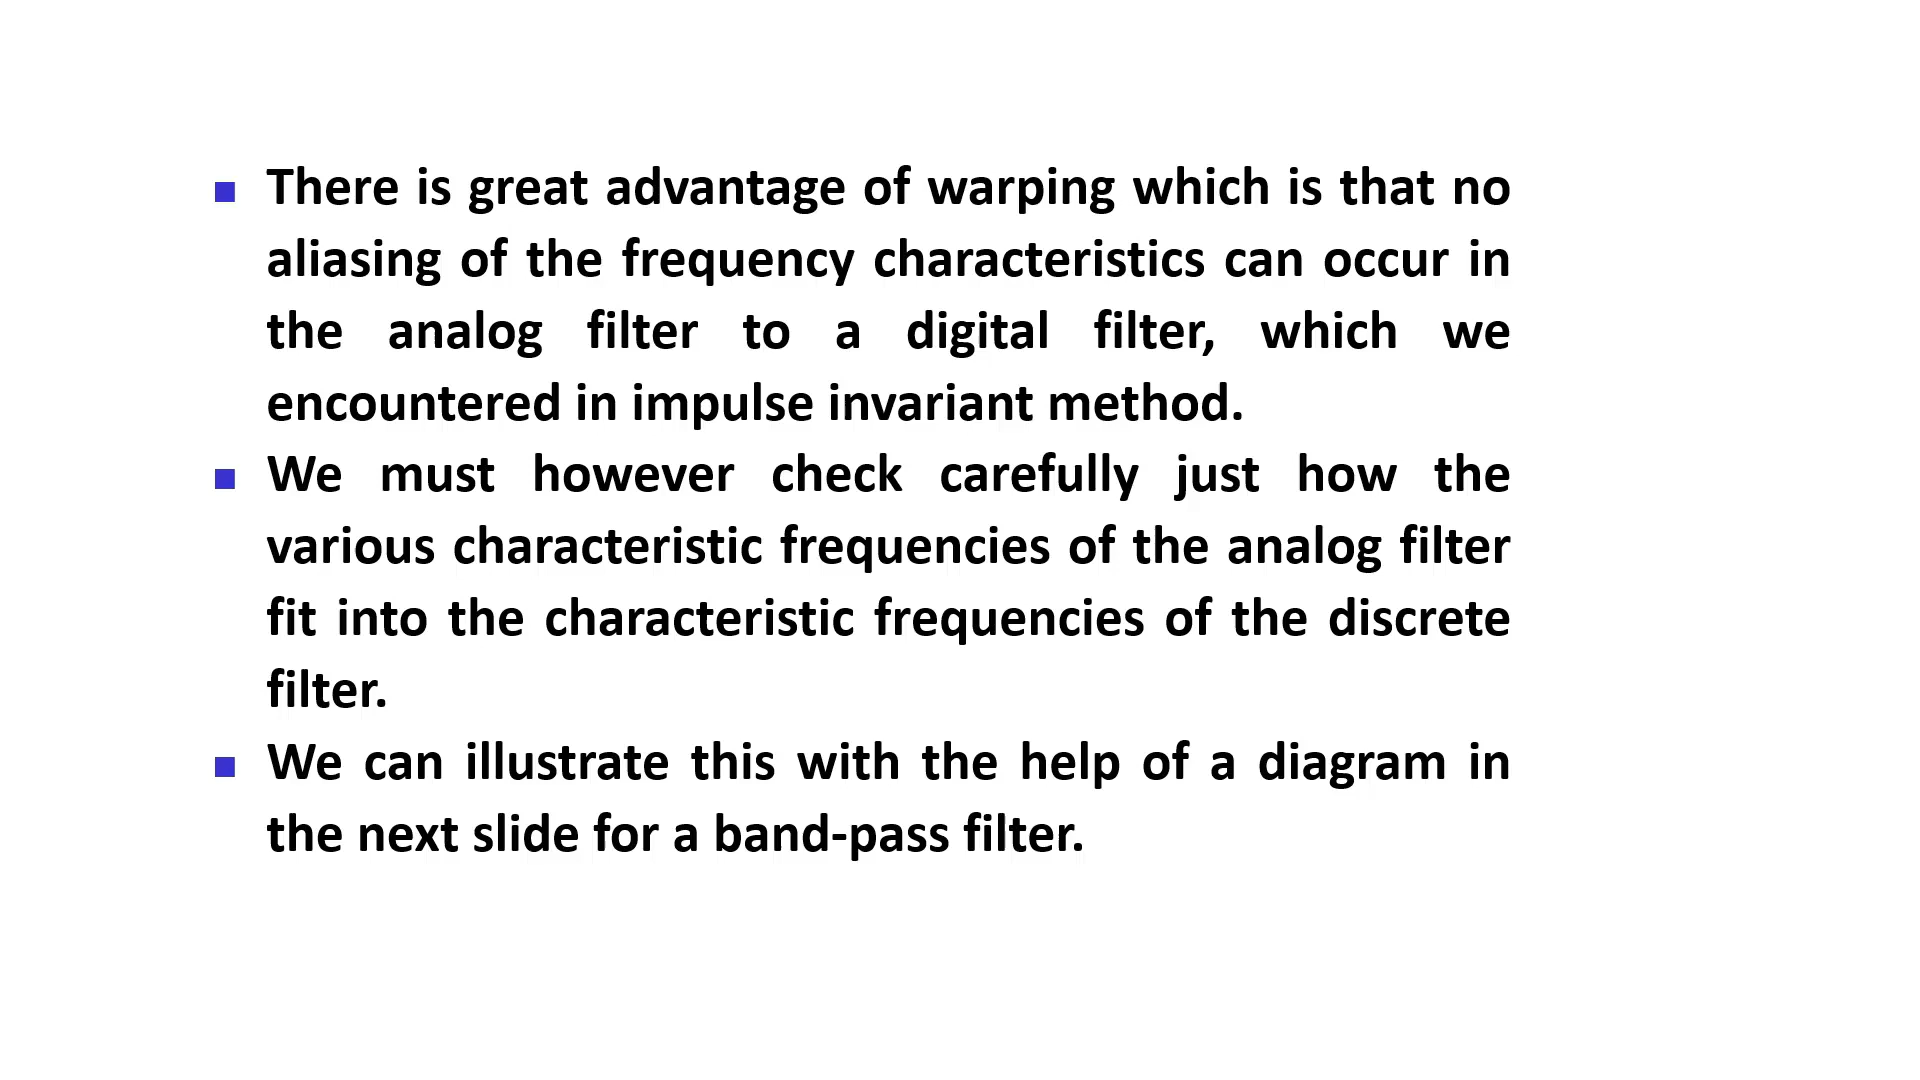 There is great advantage of warping which is that no
aliasing of the frequency characteristics can occur in
the analog filter to a digital filter, which we
encountered in impulse invariant method.
We must however check carefully just how the
various characteristic frequencies of the analog filter
fit into the characteristic frequencies of the discrete
filter.
We can illustrate this with the help of a diagram in
the next slide for a band-pass filter.